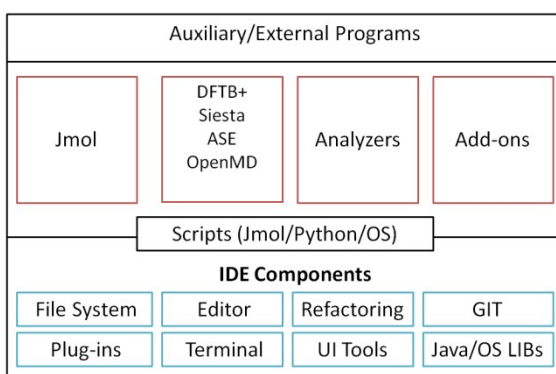 Auxiliary/External Programs
Jmol
DFTB+
Siesta
ASE
OpenMD
Analyzers
Add-ons
Scripts (Jmol/Python/OS)
IDE Components
File System
Editor
Refactoring
GIT
Plug-ins
Terminal
UI Tools
Java/OS LIBs